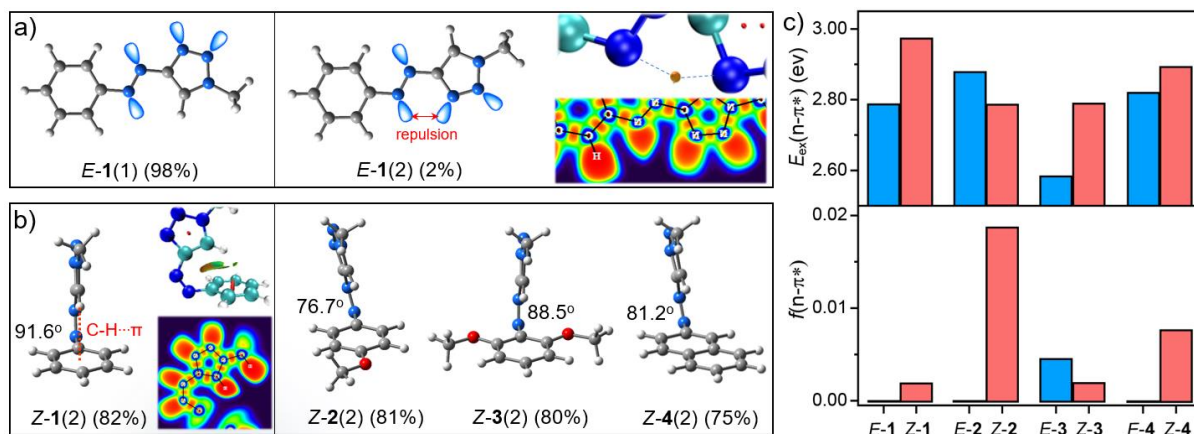 a)
repulsion
E-1(1) (98%)
E-1(2) (2%)
C C C N N C C N N N H
b)
91.6°
C-H···π
76.7°
88.5°
81.2°
Z-1(2) (82%)
Z-2(2) (81%)
Z-3(2) (80%)
Z-4(2) (75%)
c)
Eex(n-π*) (ev)
3.00
2.80
2.60
f(n-π*)
0.02
0.01
0.00
E-1 Z-1 E-2 Z-2 E-3 Z-3 E-4 Z-4